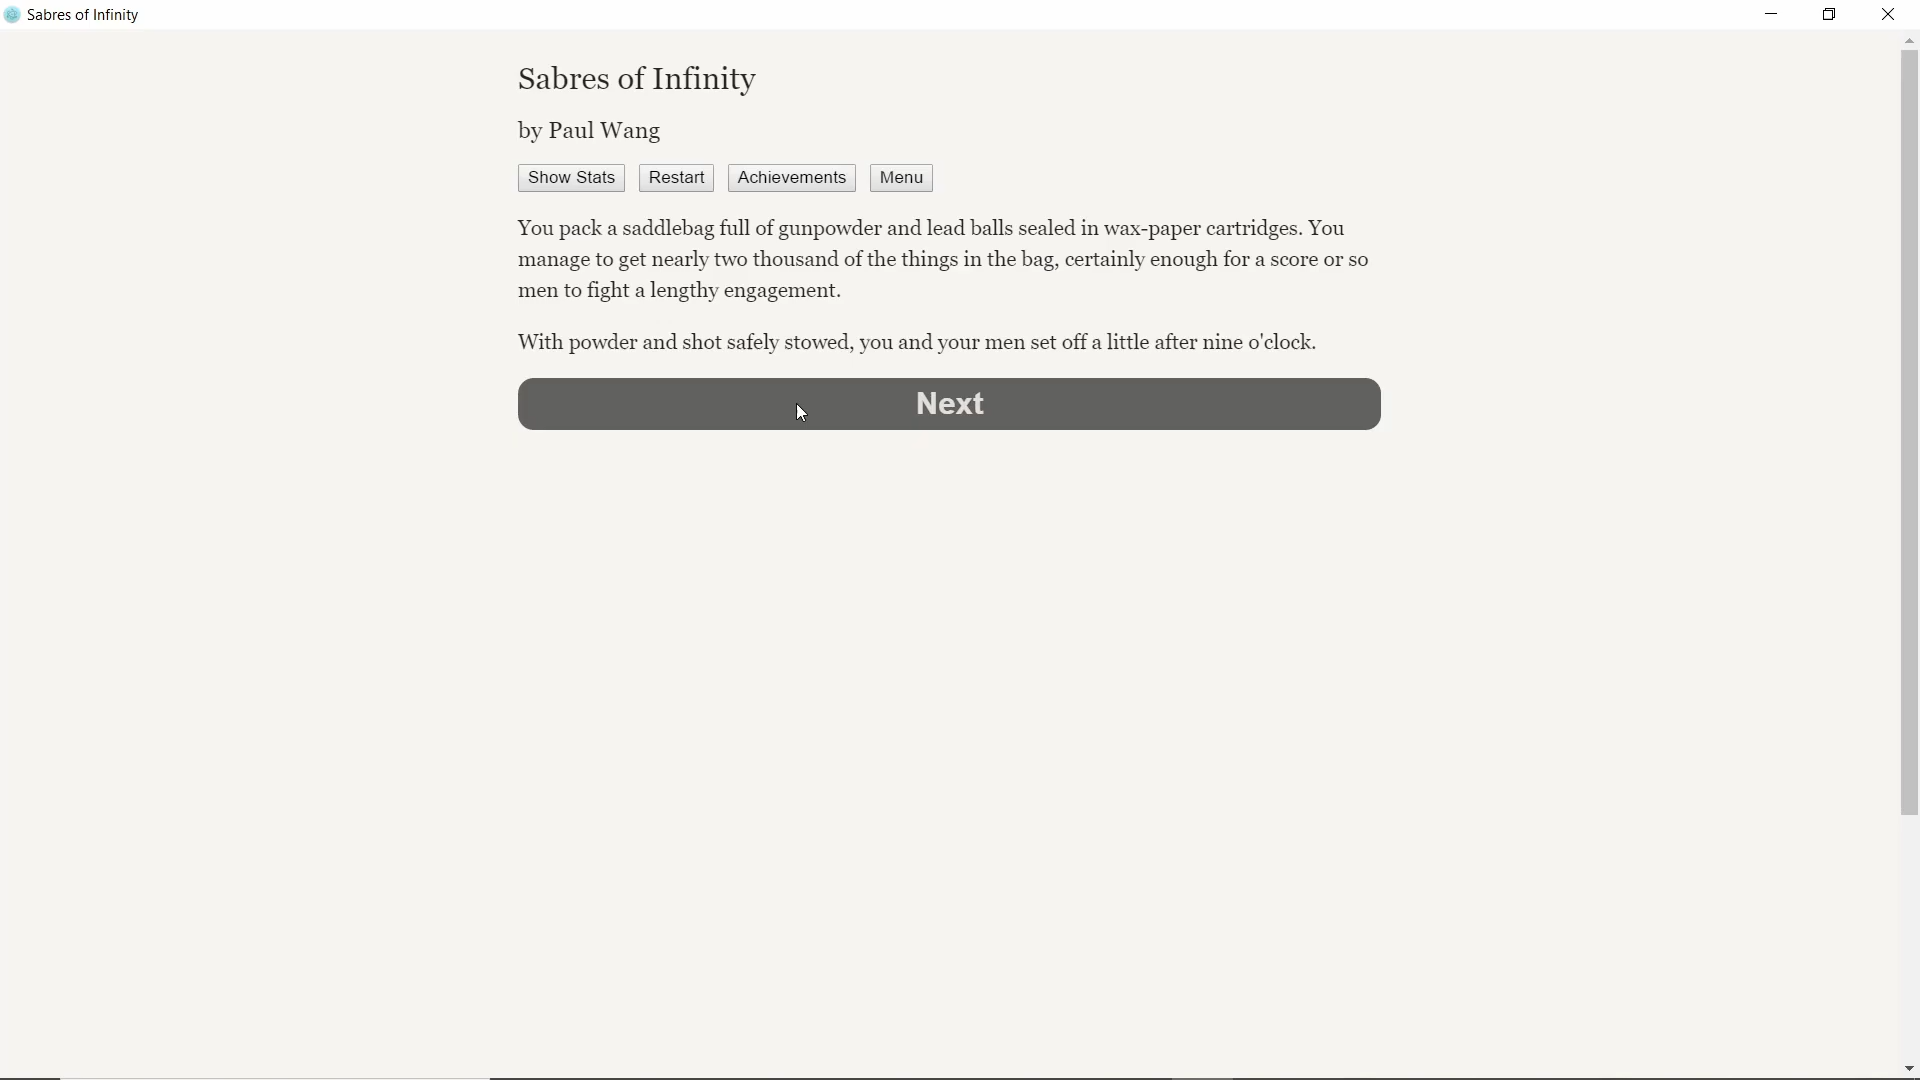 Sabres of Infinity
Sabres of Infinity
by Paul Wang
Show Stats Restart Achievements Menu
You pack a saddlebag full of gunpowder and lead balls sealed in wax-paper cartridges. You
manage to get nearly two thousand of the things in the bag, certainly enough for a score or so
men to fight a lengthy engagement.
With powder and shot safely stowed, you and your men set off a little after nine o'clock.
Next